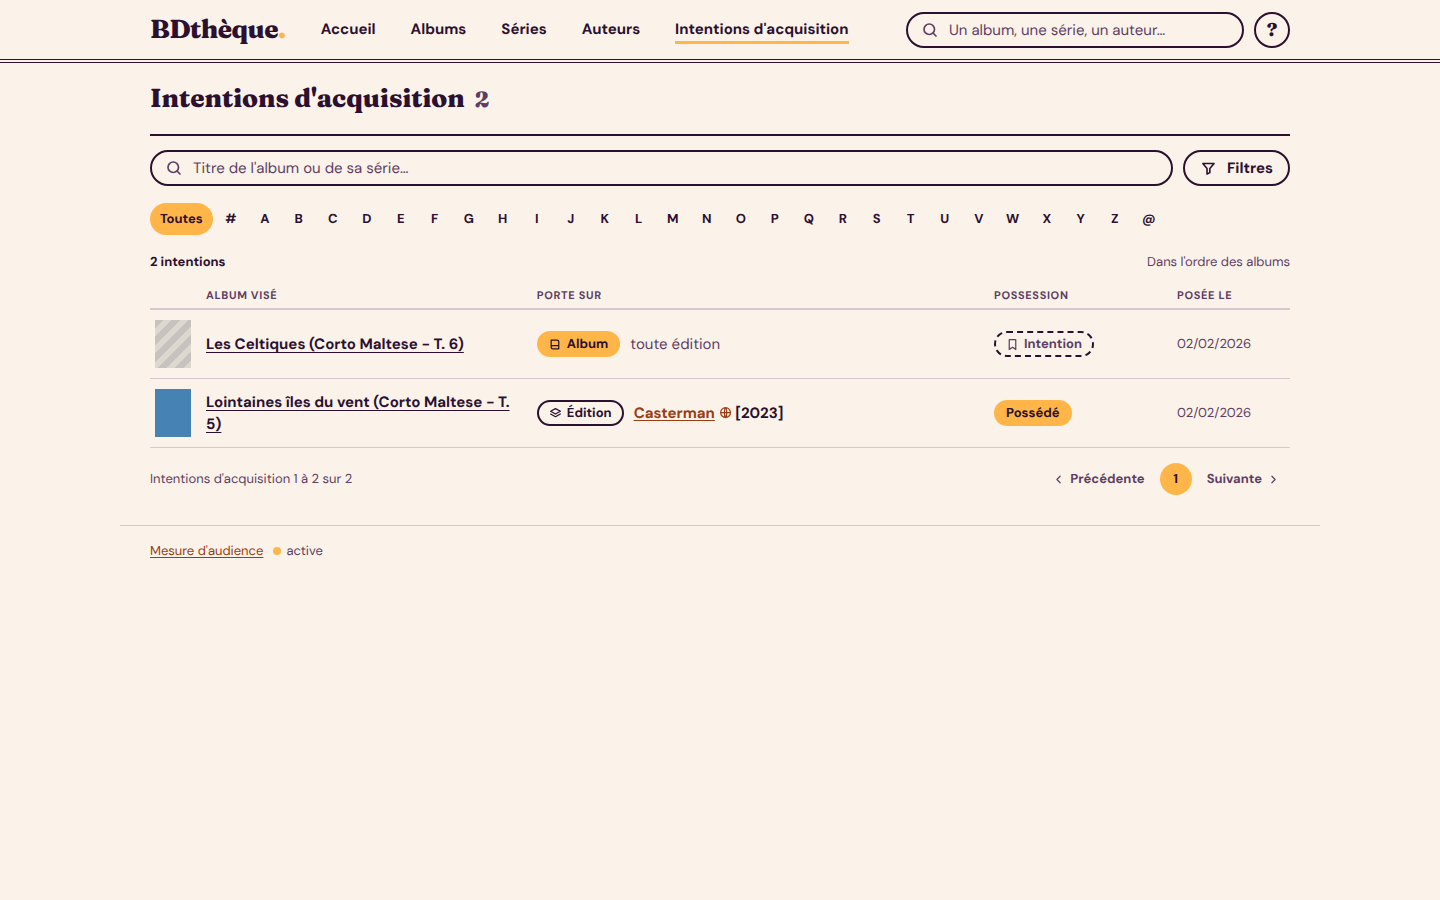 BDthèque.
Accueil
Albums
Séries
Auteurs
Intentions d'acquisition
Un album, une série, un auteur...
?
Intentions d'acquisition 2
Titre de l'album ou de sa série...
Filtres
Toutes # A B C D E F G H I J K L M N O P Q R S T U V W X Y Z @
2 intentions
Dans l'ordre des albums
ALBUM VISÉ PORTE SUR POSSESSION POSÉE LE
Les Celtiques (Corto Maltese - T. 6)
Album toute édition
Intention
02/02/2026
Lointaines îles du vent (Corto Maltese - T.
5)
Édition Casterman [2023]
Possédé
02/02/2026
Intentions d'acquisition 1 à 2 sur 2
Précédente 1 Suivante
Mesure d'audience active